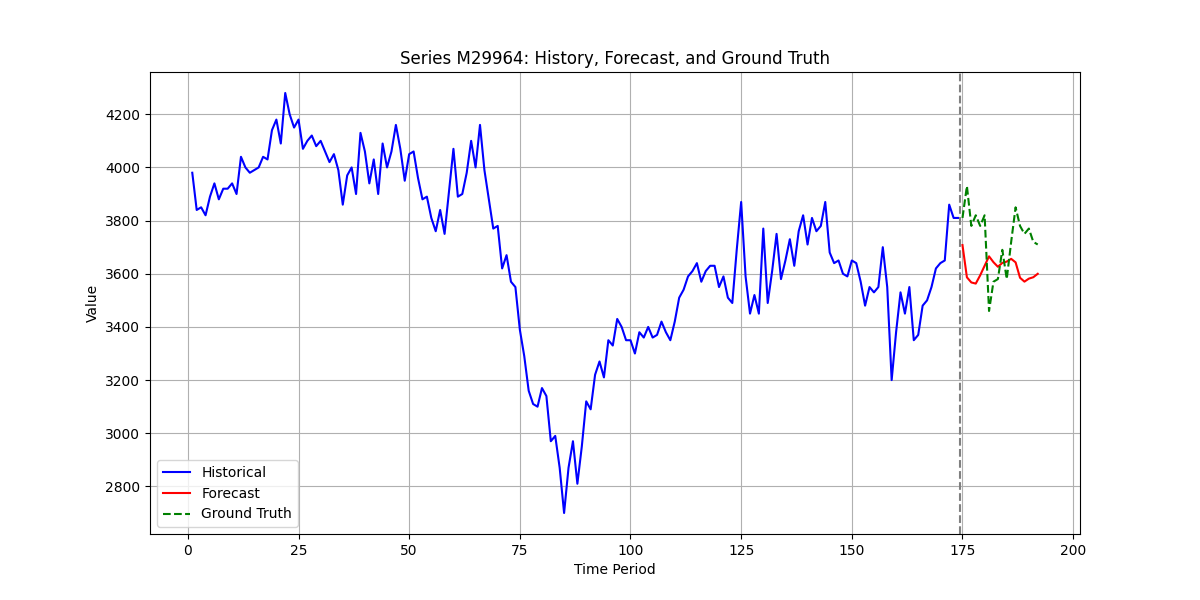 Series M29964: History, Forecast, and Ground Truth
Value
4200
4000
3800
3600
3400
3200
3000
2800
Historical
Forecast
Ground Truth
0 25 50 75 100 125 150 175 200
Time Period